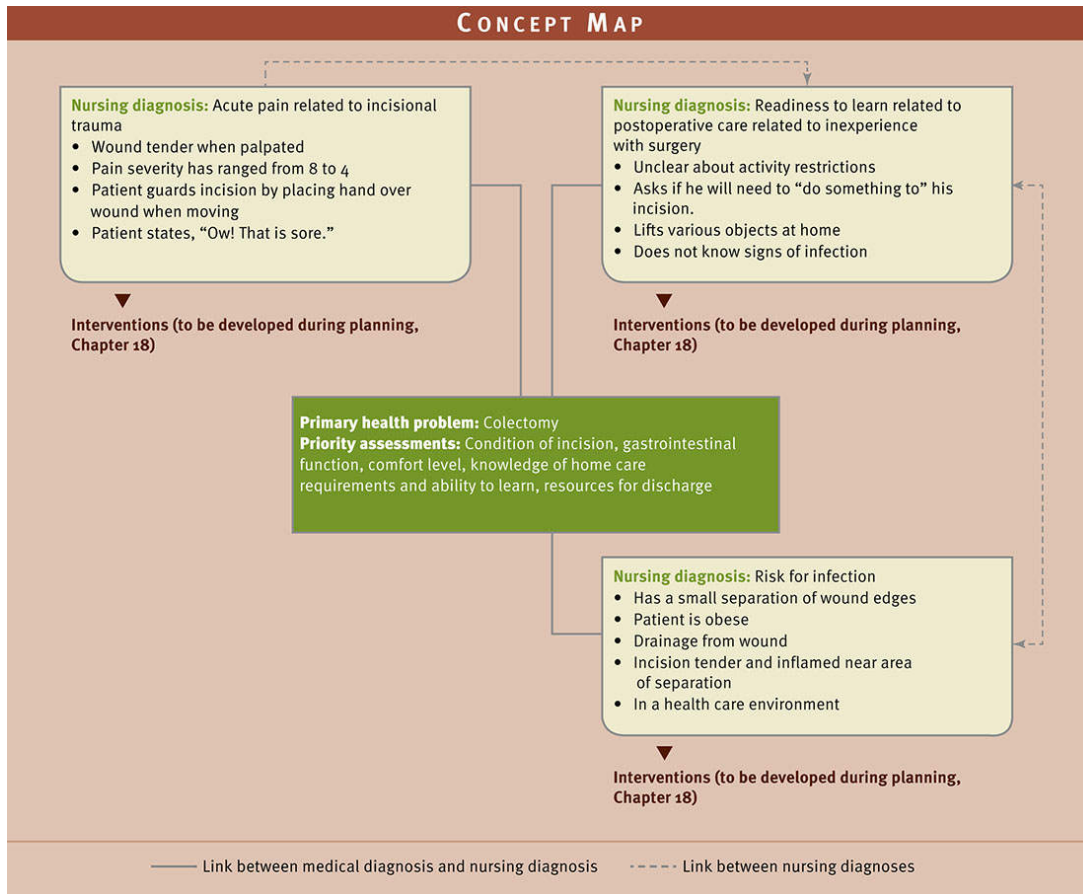 CONCEPT MAP
Nursing diagnosis: Acute pain related to incisional
trauma
• Wound tender when palpated
• Pain severity has ranged from 8 to 4
• Patient guards incision by placing hand over
wound when moving
• Patient states, “Ow! That is sore.”
Interventions (to be developed during planning,
Chapter 18)
Nursing diagnosis: Readiness to learn related to
postoperative care related to inexperience
with surgery
• Unclear about activity restrictions
• Asks if he will need to “do something to” his
incision.
• Lifts various objects at home
• Does not know signs of infection
Interventions (to be developed during planning,
Chapter 18)
Primary health problem: Colectomy
Priority assessments: Condition of incision, gastrointestinal
function, comfort level, knowledge of home care
requirements and ability to learn, resources for discharge
Nursing diagnosis: Risk for infection
• Has a small separation of wound edges
• Patient is obese
• Drainage from wound
• Incision tender and inflamed near area
of separation
• In a health care environment
Interventions (to be developed during planning,
Chapter 18)
Link between medical diagnosis and nursing diagnosis
Link between nursing diagnoses